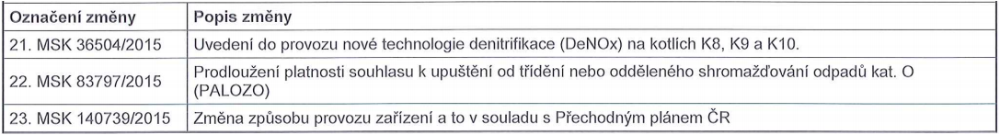 Označení změny Popis změny
21. MSK 36504/2015 Uvedení do provozu nové technologie denitrifikace (DeNOx) na kotlích K8, K9 a K10.
22. MSK 83797/2015 Prodloužení platnosti souhlasu k upuštění od třídění nebo odděleného shromažďování odpadů kat. O
(PALOZO)
23. MSK 140739/2015 Změna způsobu provozu zařízení a to v souladu s Přechodným plánem ČR